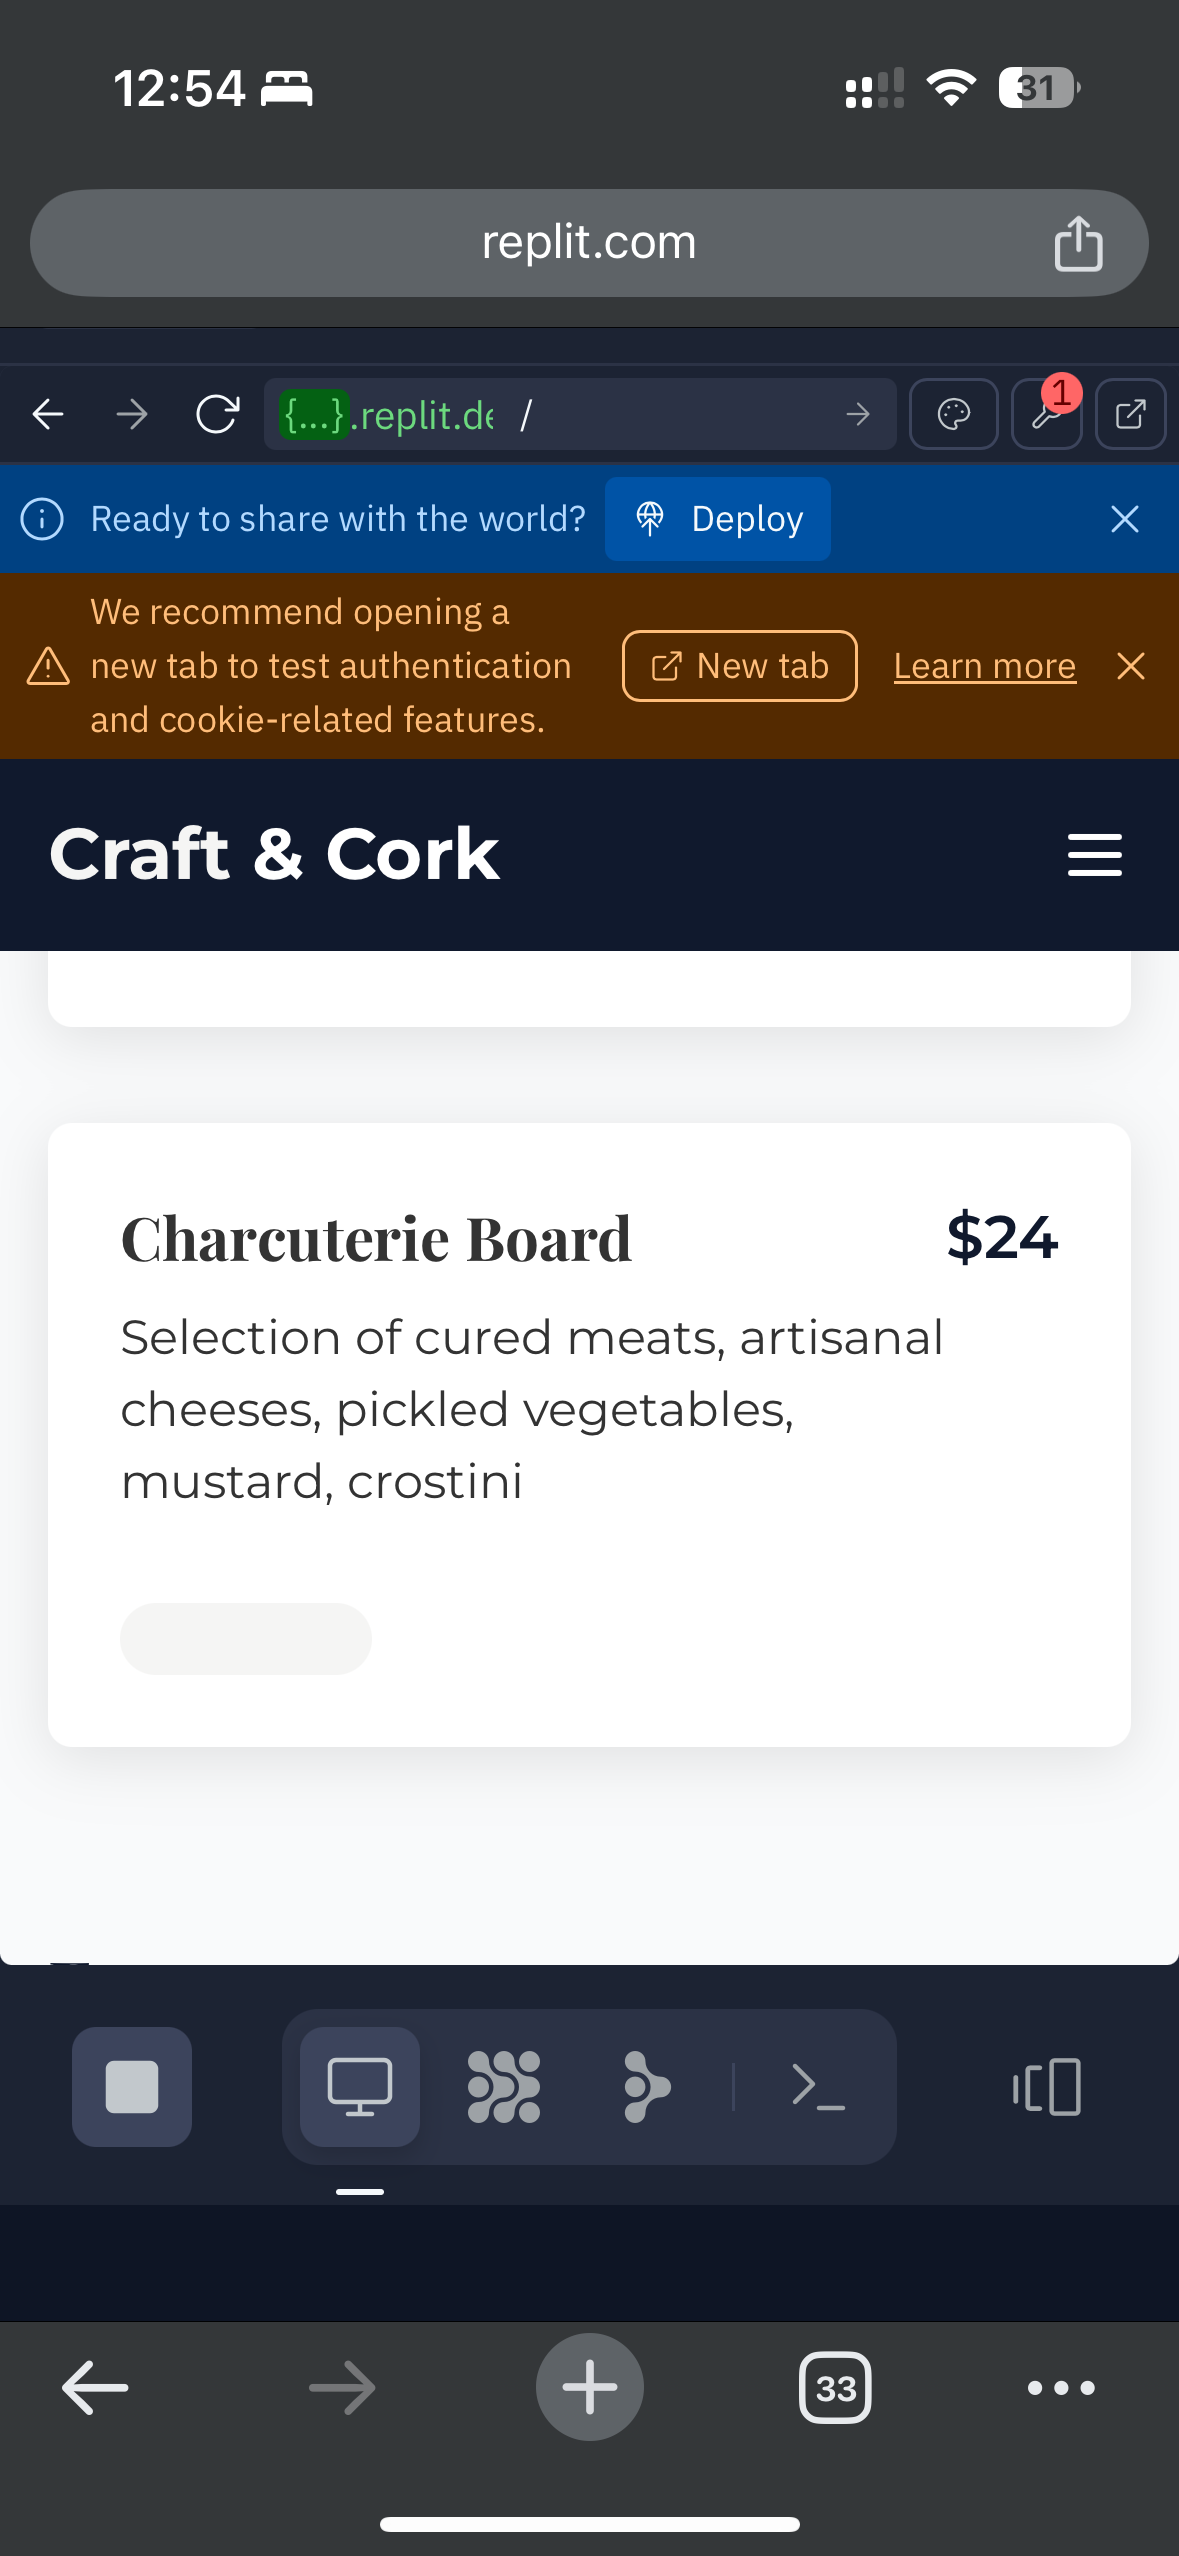 12:54
31
replit.com
{...}.replit.de /
1
Ready to share with the world?
Deploy
We recommend opening a
new tab to test authentication
and cookie-related features.
New tab
Learn more
Craft & Cork
Charcuterie Board
$24
Selection of cured meats, artisanal
cheeses, pickled vegetables,
mustard, crostini
33